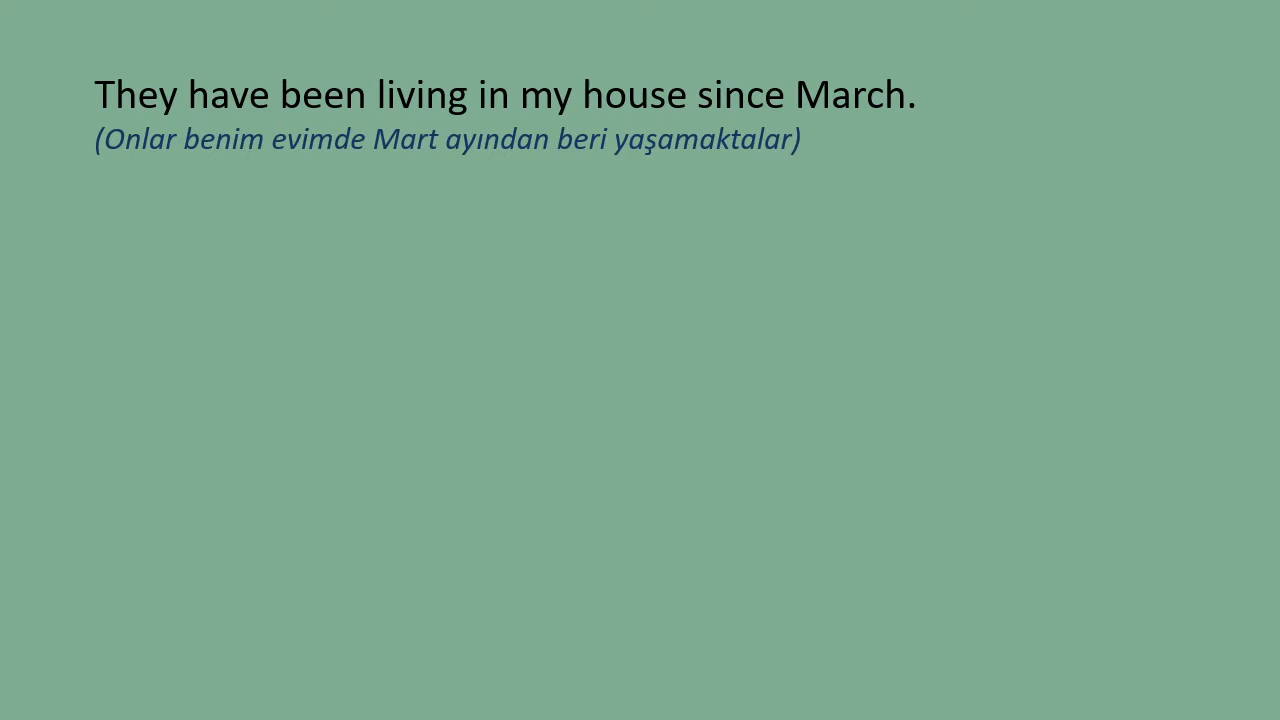 They have been living in my house since March.
(Onlar benim evimde Mart ayından beri yaşamaktalar)